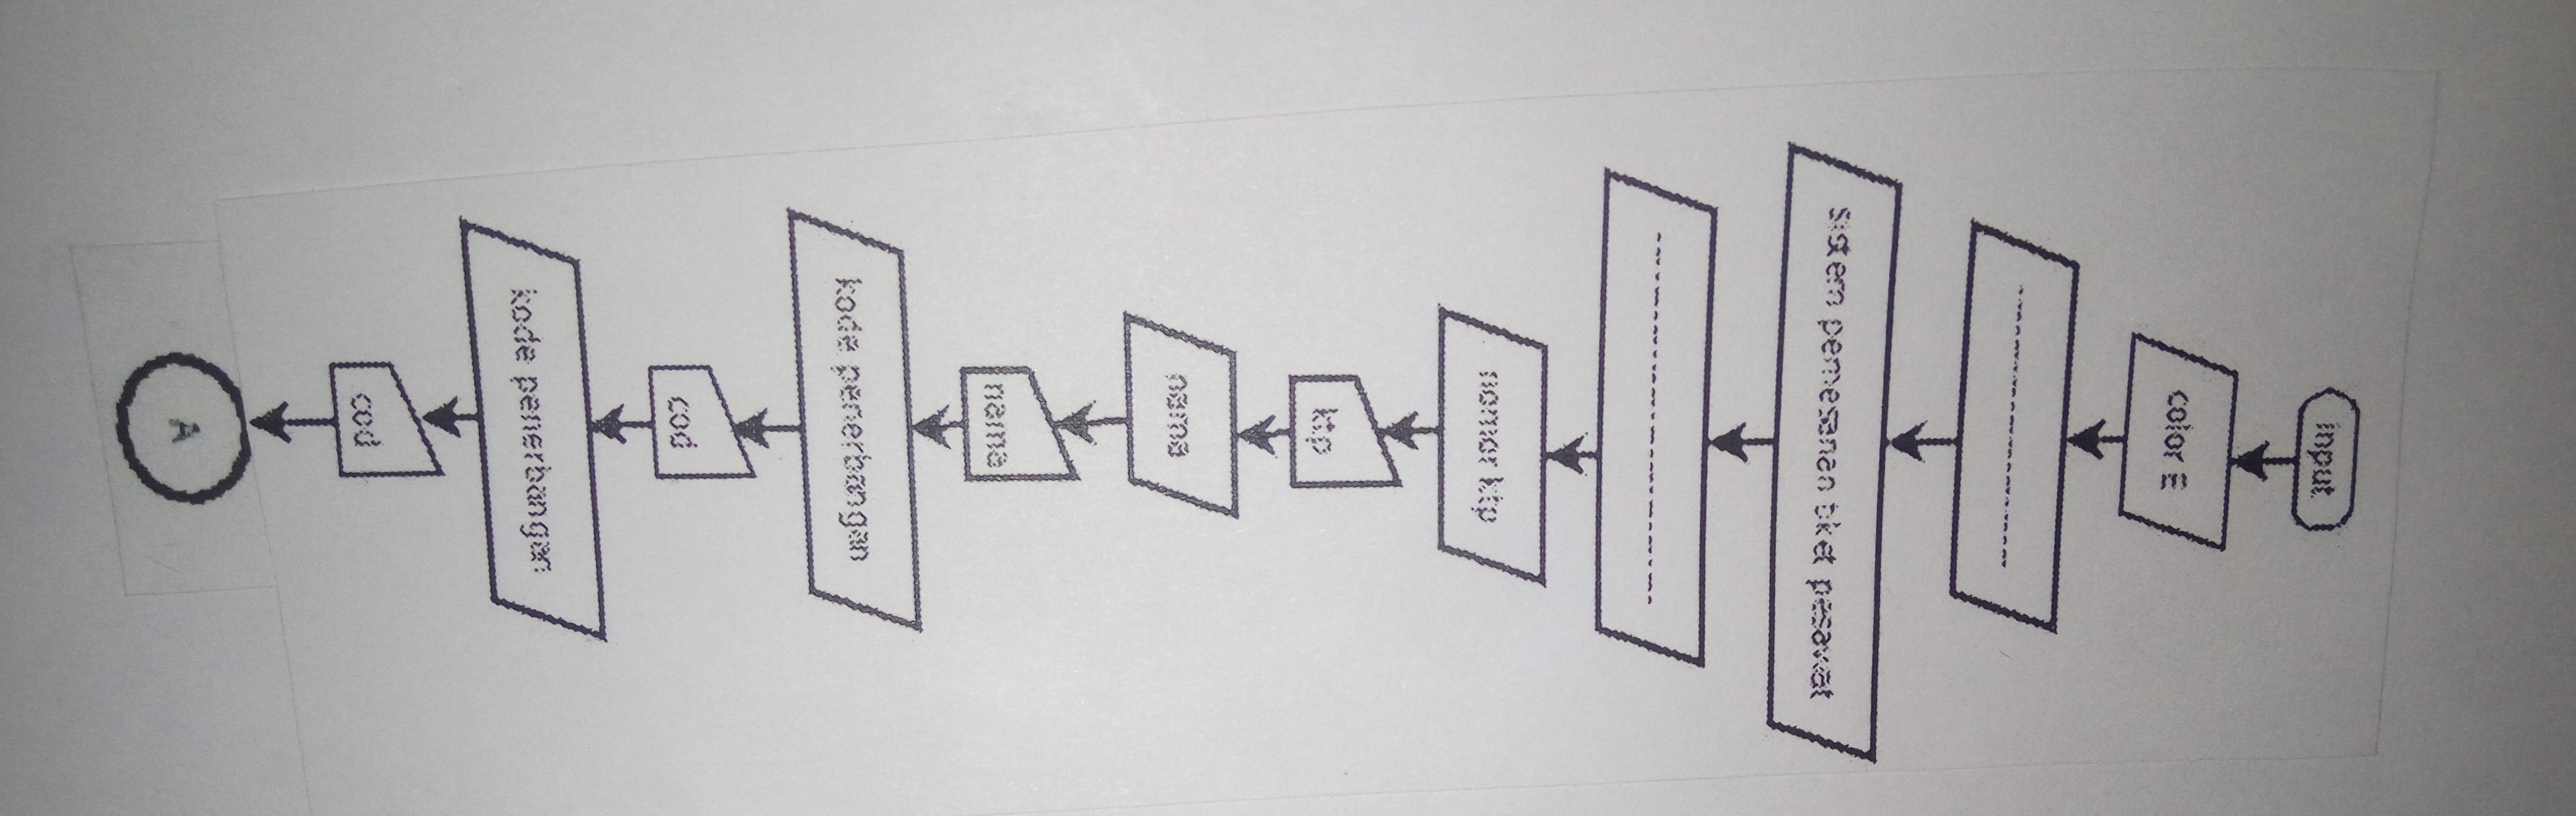 input
color E
--------------------
sistem pemesanan tiket pesawat
--------------------------
nomor ktp
ktp
nama
nama
kode penerbangan
cod
kode penerbangan
cod
A